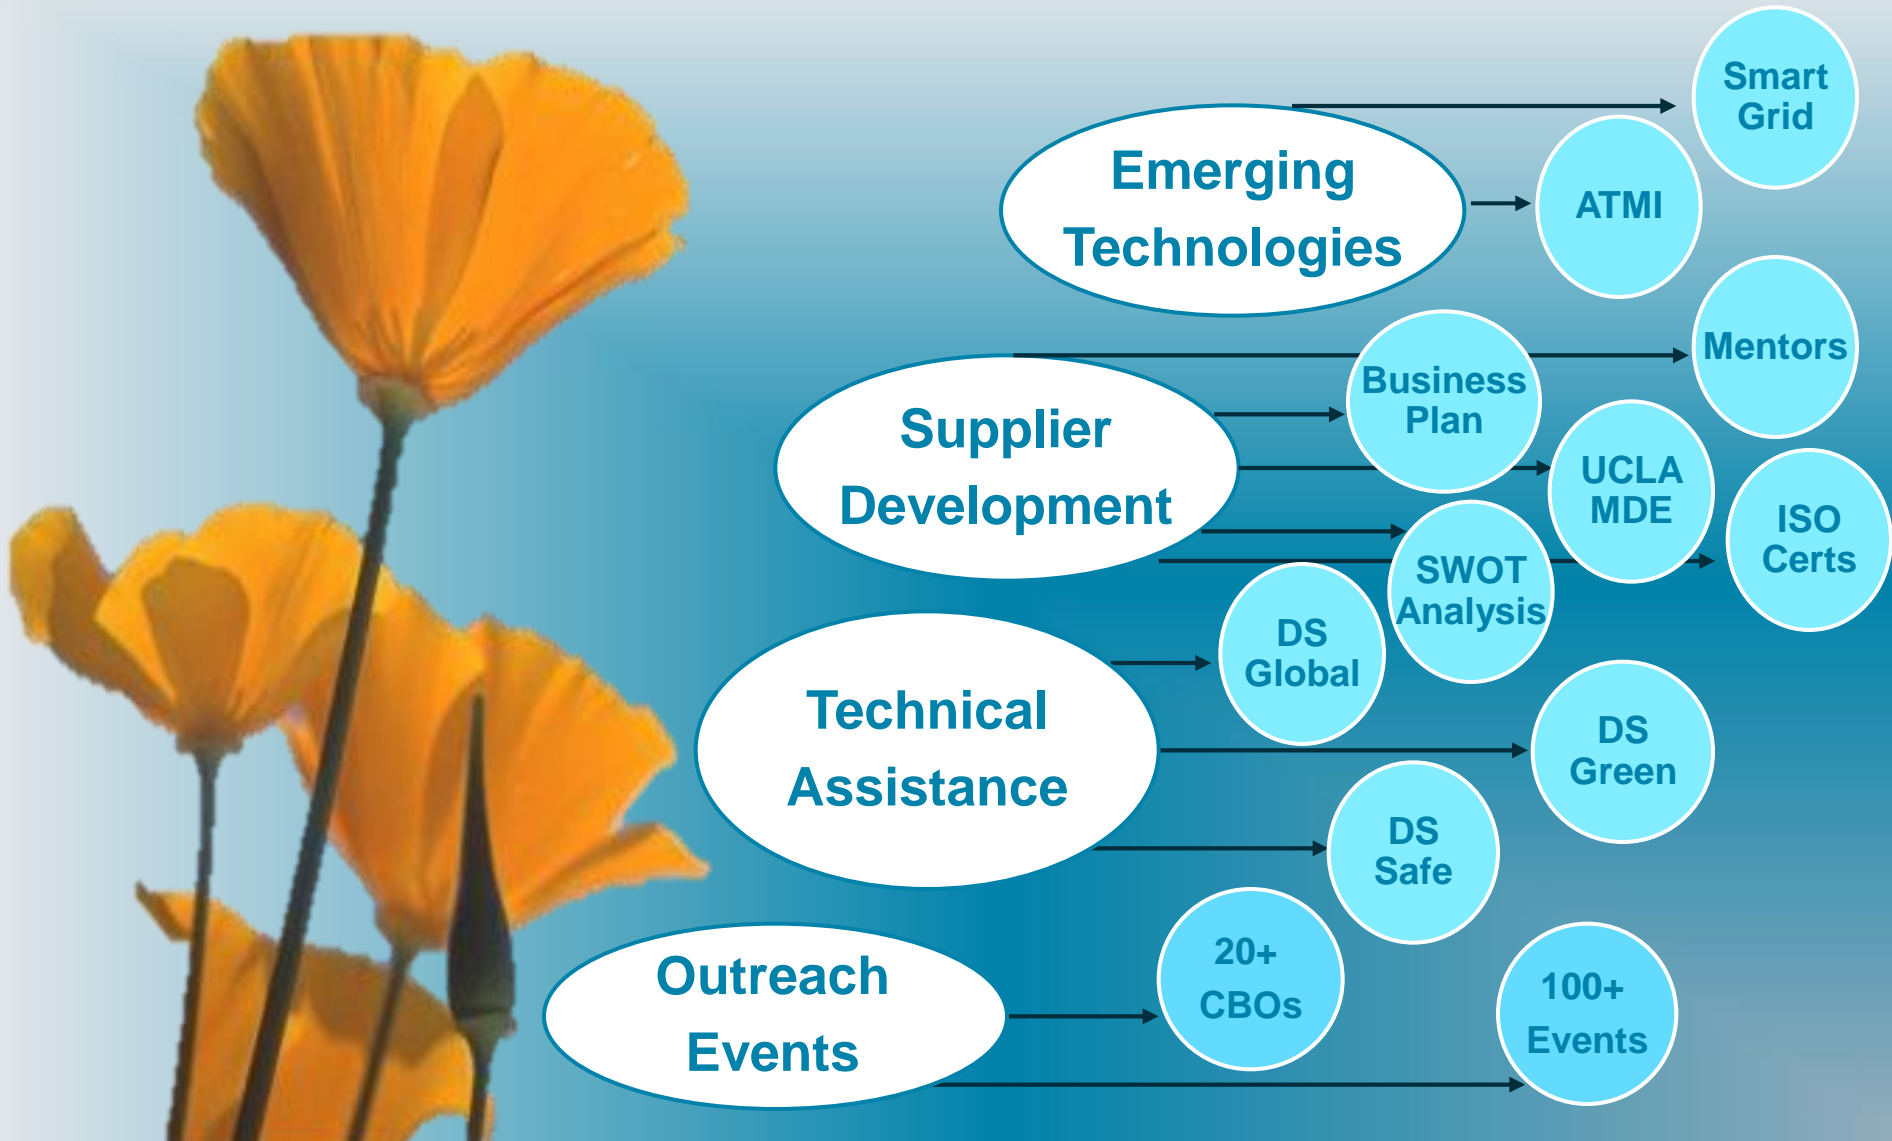 Smart
Grid
Emerging
Technologies
ATMI
Mentors
Business
Plan
Supplier
Development
UCLA
MDE
ISO
Certs
SWOT
Analysis
DS
Global
Technical
Assistance
DS
Green
DS
Safe
Outreach
Events
20+
CBOs
100+
Events